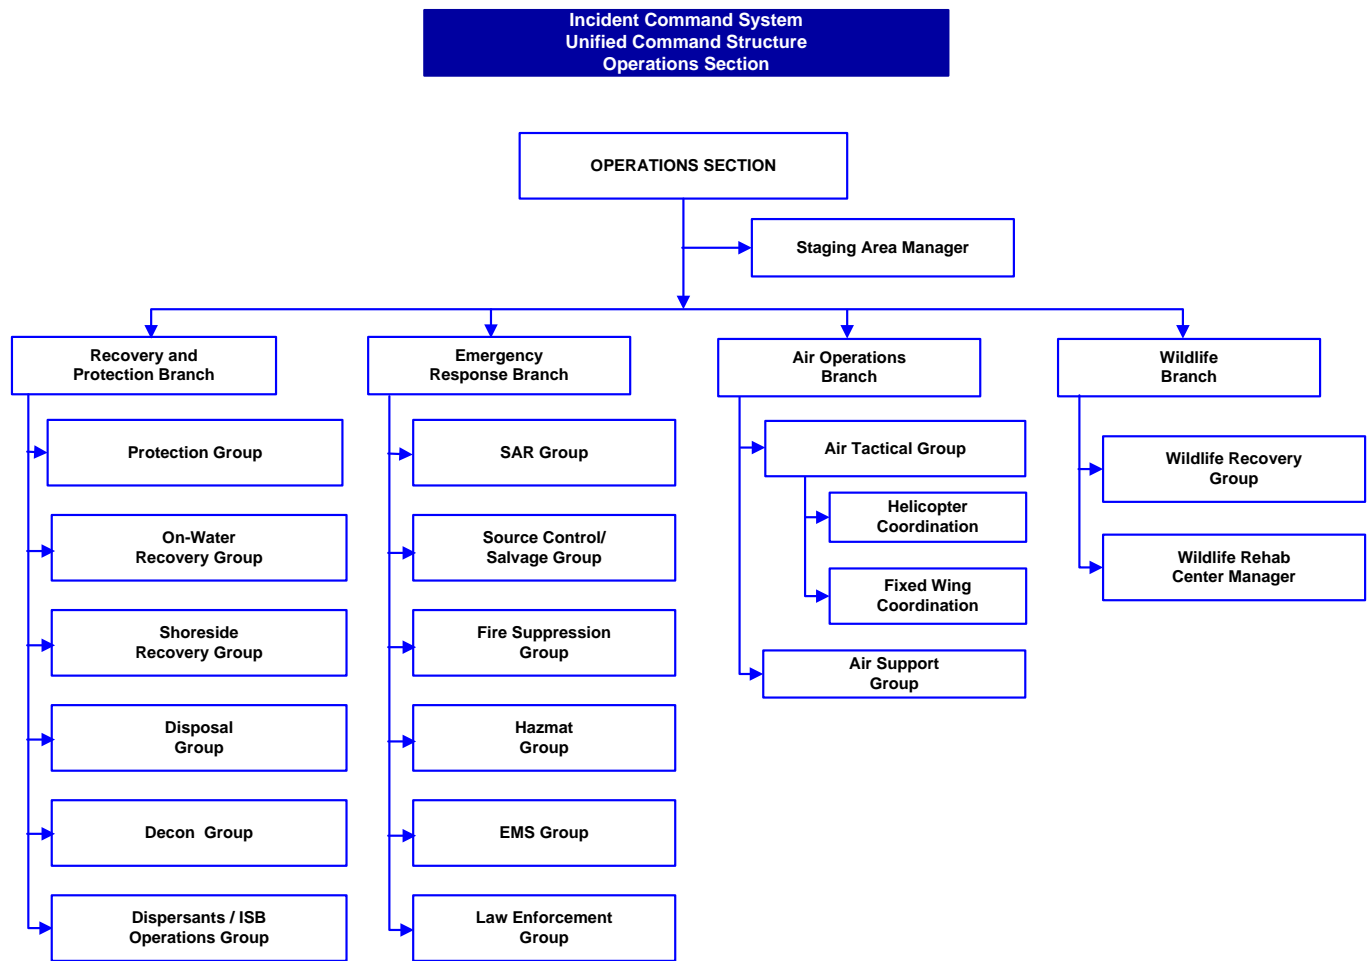 Incident Command System
Unified Command Structure
Operations Section
OPERATIONS SECTION
Staging Area Manager
Recovery and
Protection Branch
Emergency
Response Branch
Air Operations
Branch
Wildlife
Branch
Protection Group
On-Water
Recovery Group
Shoreside
Recovery Group
Disposal
Group
Decon  Group
Dispersants / ISB
Operations Group
SAR Group
Source Control/
Salvage Group
Fire Suppression
Group
Hazmat
Group
EMS Group
Law Enforcement
Group
Air Tactical Group
Helicopter
Coordination
Fixed Wing
Coordination
Air Support
Group
Wildlife Recovery
Group
Wildlife Rehab
Center Manager